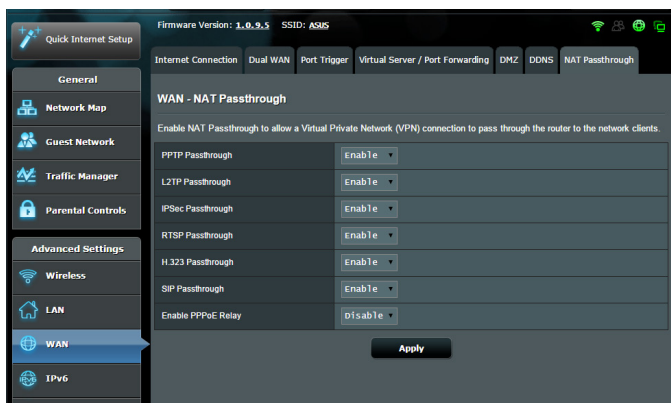 Quick Internet Setup
Firmware Version: 1.0.9.5 SSID: ASUS
Internet Connection Dual WAN Port Trigger Virtual Server / Port Forwarding DMZ DDNS NAT Passthrough
General
Network Map
Guest Network
Traffic Manager
Parental Controls
Advanced Settings
Wireless
LAN
WAN
IPv6
WAN - NAT Passthrough
Enable NAT Passthrough to allow a Virtual Private Network (VPN) connection to pass through the router to the network clients.
PPTP Passthrough Enable
L2TP Passthrough Enable
IPSec Passthrough Enable
RTSP Passthrough Enable
H.323 Passthrough Enable
SIP Passthrough Enable
Enable PPPoE Relay Disable
Apply